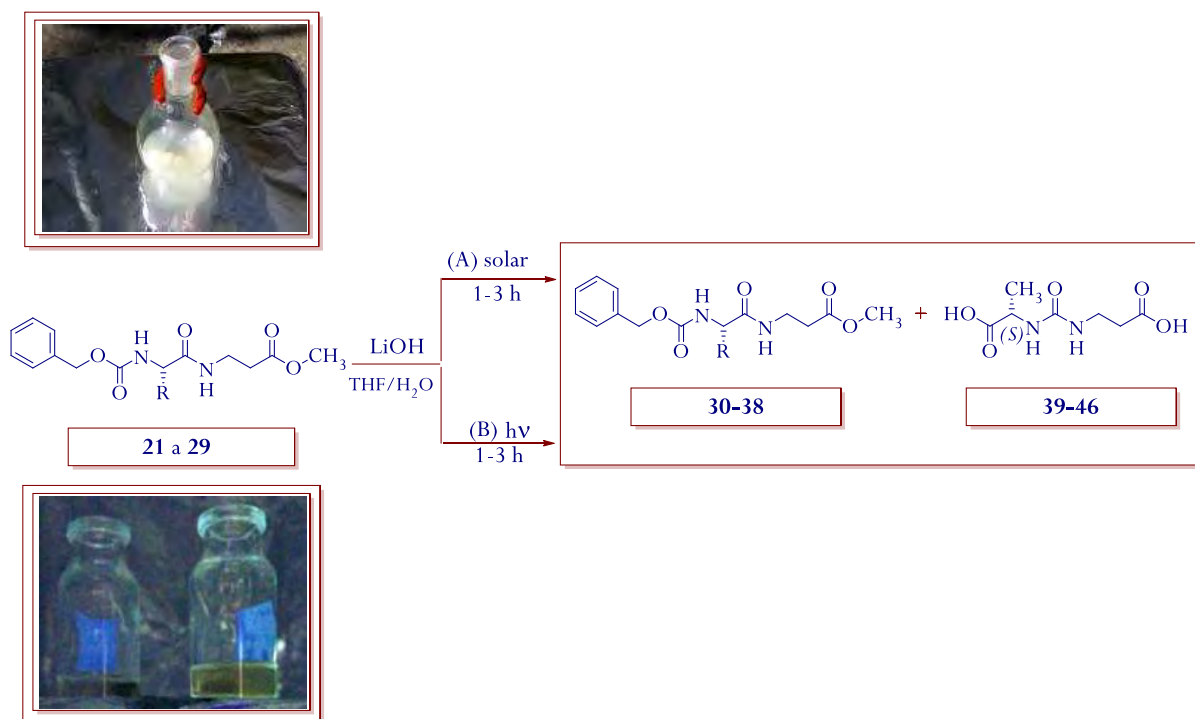 (A) solar
1-3 h
LiOH
THF/H₂O
(B) hν
1-3 h
O
N
H
O
O
R
O
N
H
O
O
CH₃
21 a 29
O
N
H
O
O
R
O
N
H
O
O
CH₃
+
HO
O
CH₃
(S)
N
H
O
N
H
O
OH
30-38
39-46